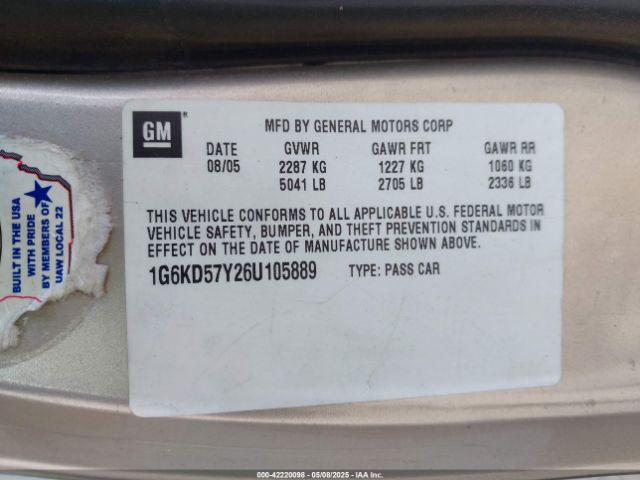 GM
MFD BY GENERAL MOTORS CORP
DATE GVWR GAWR FRT GAWR RR
08/05 2287 KG 1227 KG 1060 KG
5041 LB 2705 LB 2336 LB
THIS VEHICLE CONFORMS TO ALL APPLICABLE U.S. FEDERAL MOTOR
VEHICLE SAFETY, BUMPER, AND THEFT PREVENTION STANDARDS IN
EFFECT ON THE DATE OF MANUFACTURE SHOWN ABOVE.
1G6KD57Y26U105889 TYPE: PASS CAR
BUILT IN THE USA
WITH PRIDE
BY MEMBERS OF
UAW LOCAL 22
000-42220098 - 05/08/2025 - IAA Inc.